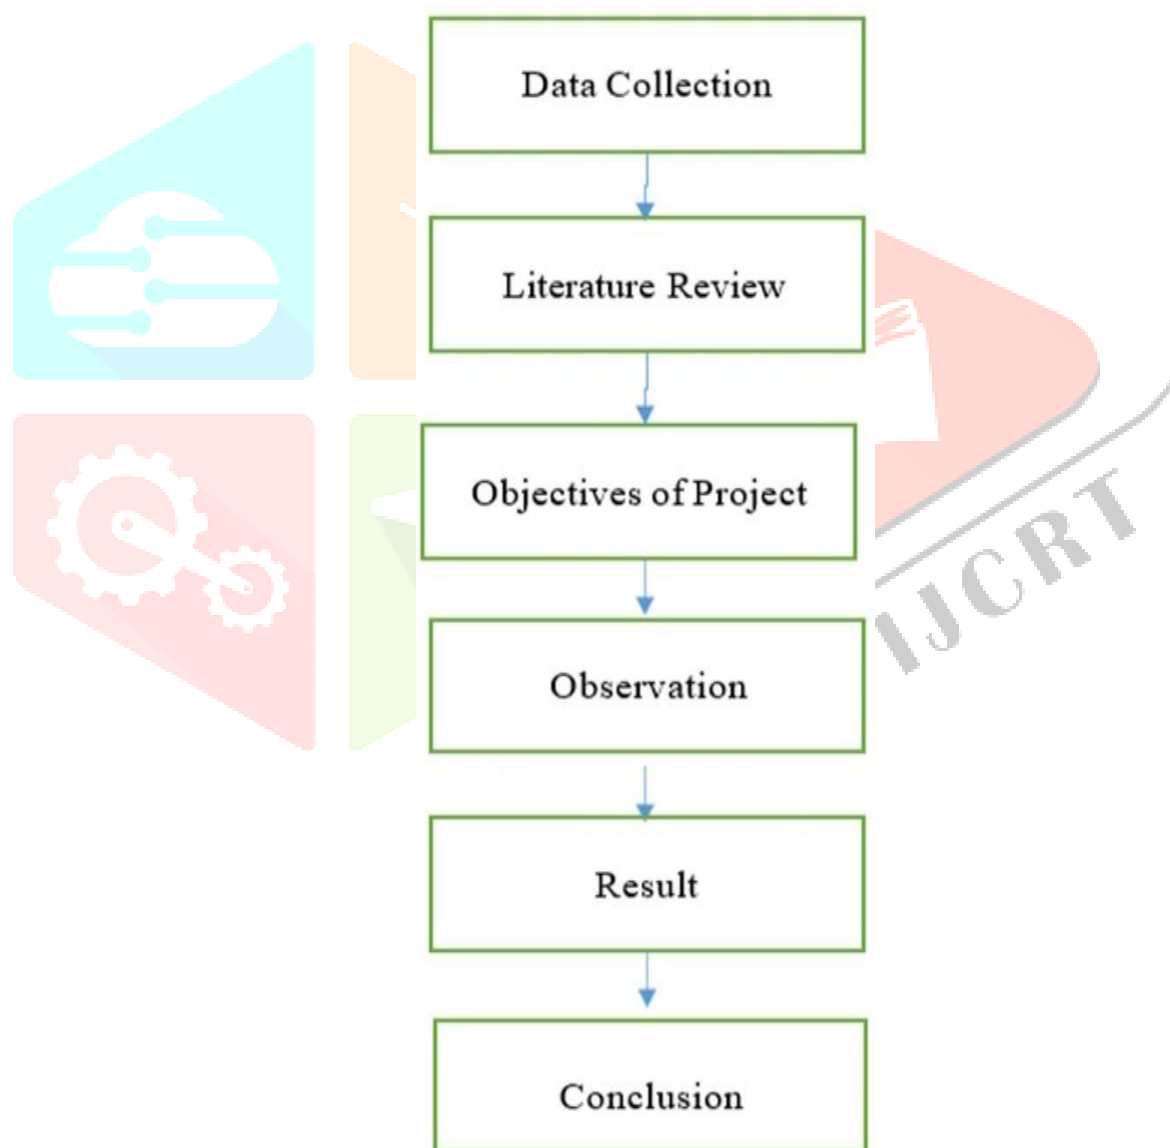 Data Collection
Literature Review
Objectives of Project
Observation
Result
Conclusion
IJCRT